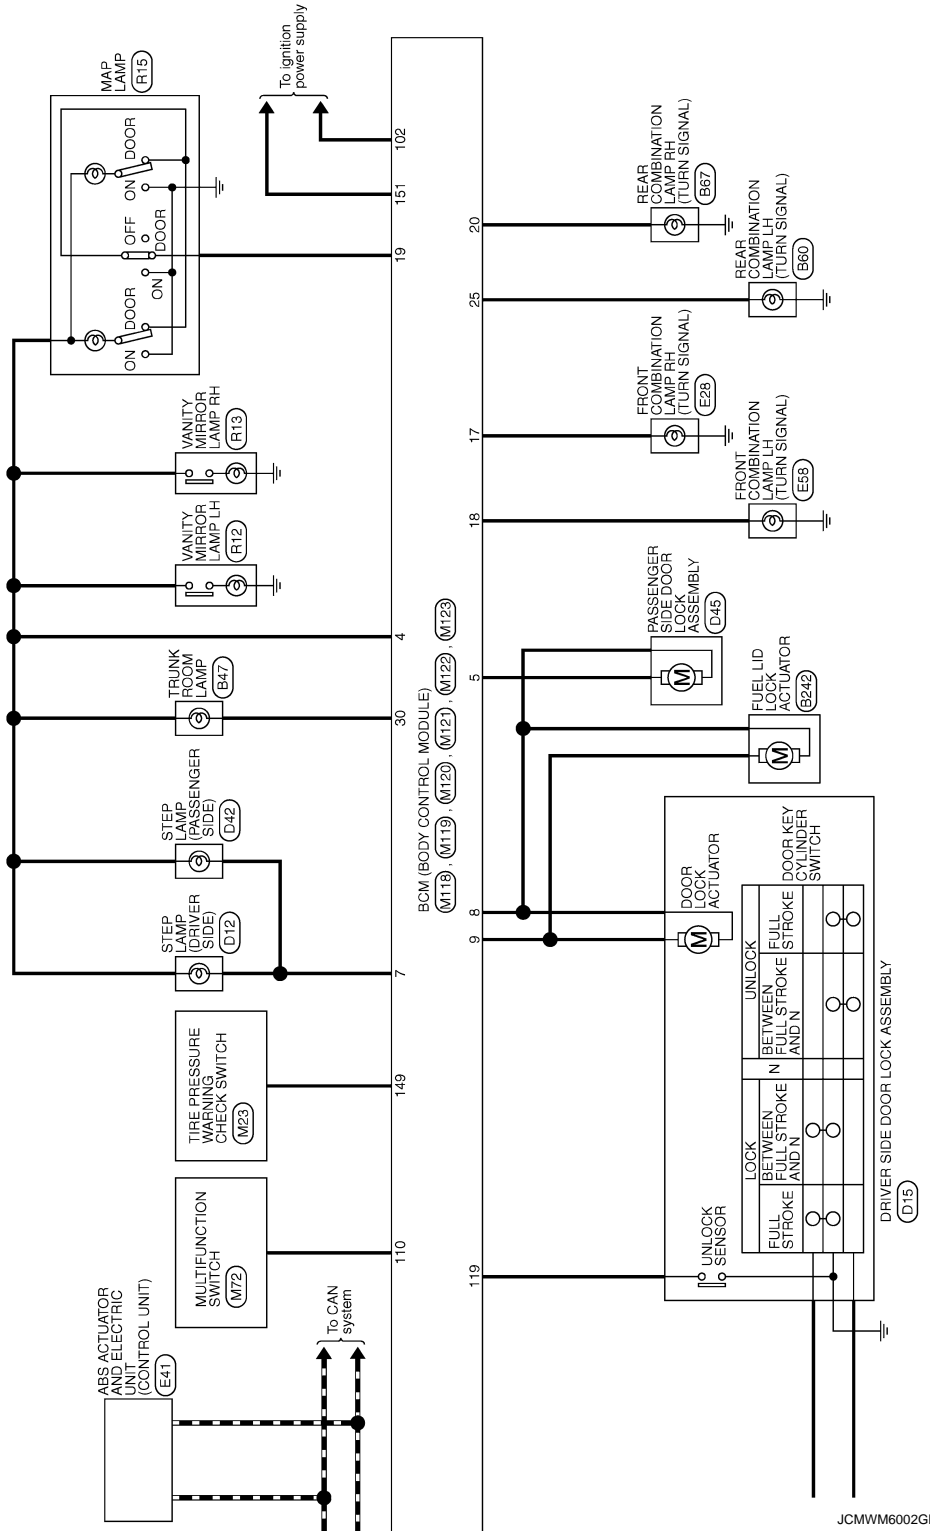 MAP
LAMP
R15
To ignition
power supply
DOOR
ON
OFF
DOOR
ON
DOOR
ON
102
151
19
VANITY
MIRROR
LAMP RH
R13
VANITY
MIRROR
LAMP LH
R12
4
TRUNK
ROOM
LAMP
B47
30
STEP
LAMP
(PASSENGER
SIDE)
D42
STEP
LAMP
(DRIVER
SIDE)
D12
7
TIRE PRESSURE
WARNING
CHECK SWITCH
M23
149
MULTIFUNCTION
SWITCH
M72
110
ABS ACTUATOR
AND ELECTRIC
UNIT
(CONTROL UNIT)
E41
To CAN
system
BCM (BODY CONTROL MODULE)
M118 , M119 , M120 , M121 , M122 , M123
20
REAR
COMBINATION
LAMP RH
(TURN SIGNAL)
B67
25
REAR
COMBINATION
LAMP LH
(TURN SIGNAL)
B60
17
FRONT
COMBINATION
LAMP RH
(TURN SIGNAL)
E28
18
FRONT
COMBINATION
LAMP LH
(TURN SIGNAL)
E58
5
PASSENGER
SIDE DOOR
LOCK
ASSEMBLY
D45
M
FUEL LID
LOCK
ACTUATOR
B242
M
8
9
DOOR
LOCK
ACTUATOR
M
DOOR KEY
CYLINDER
SWITCH
UNLOCK
FULL
STROKE
BETWEEN
FULL STROKE
AND N
N
LOCK
BETWEEN
FULL STROKE
AND N
FULL
STROKE
119
UNLOCK
SENSOR
DRIVER SIDE DOOR LOCK ASSEMBLY
D15